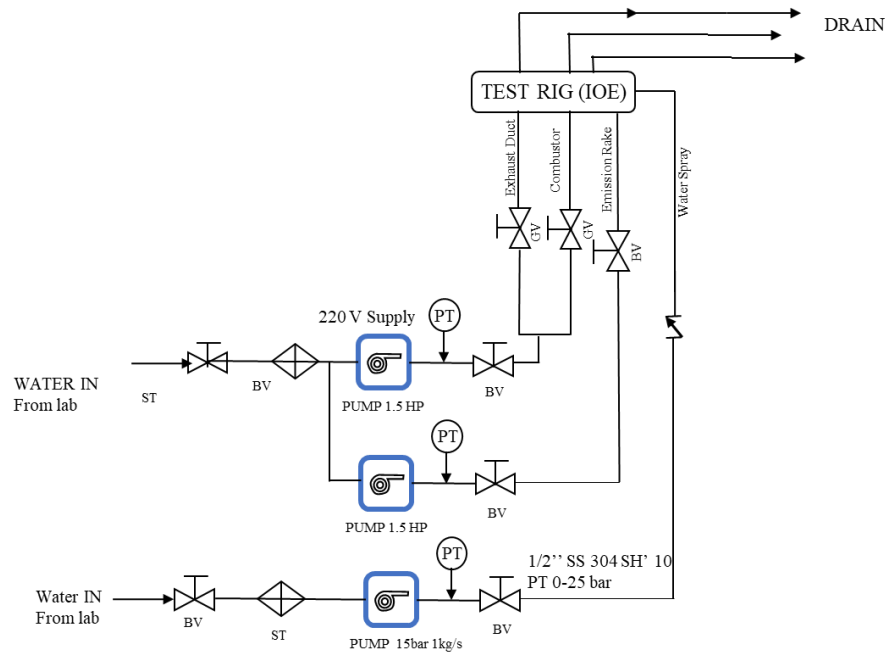 DRAIN
TEST RIG (IOE)
Exhaust Duct
Combustor
Emission Rake
Water Spray
GV
GV
BV
220 V Supply
PT
WATER IN
From lab
ST
BV
PUMP 1.5 HP
BV
PT
PUMP 1.5 HP
BV
1/2’’ SS 304 SH’ 10
PT 0-25 bar
PT
Water IN
From lab
BV
ST
PUMP 15bar 1kg/s
BV